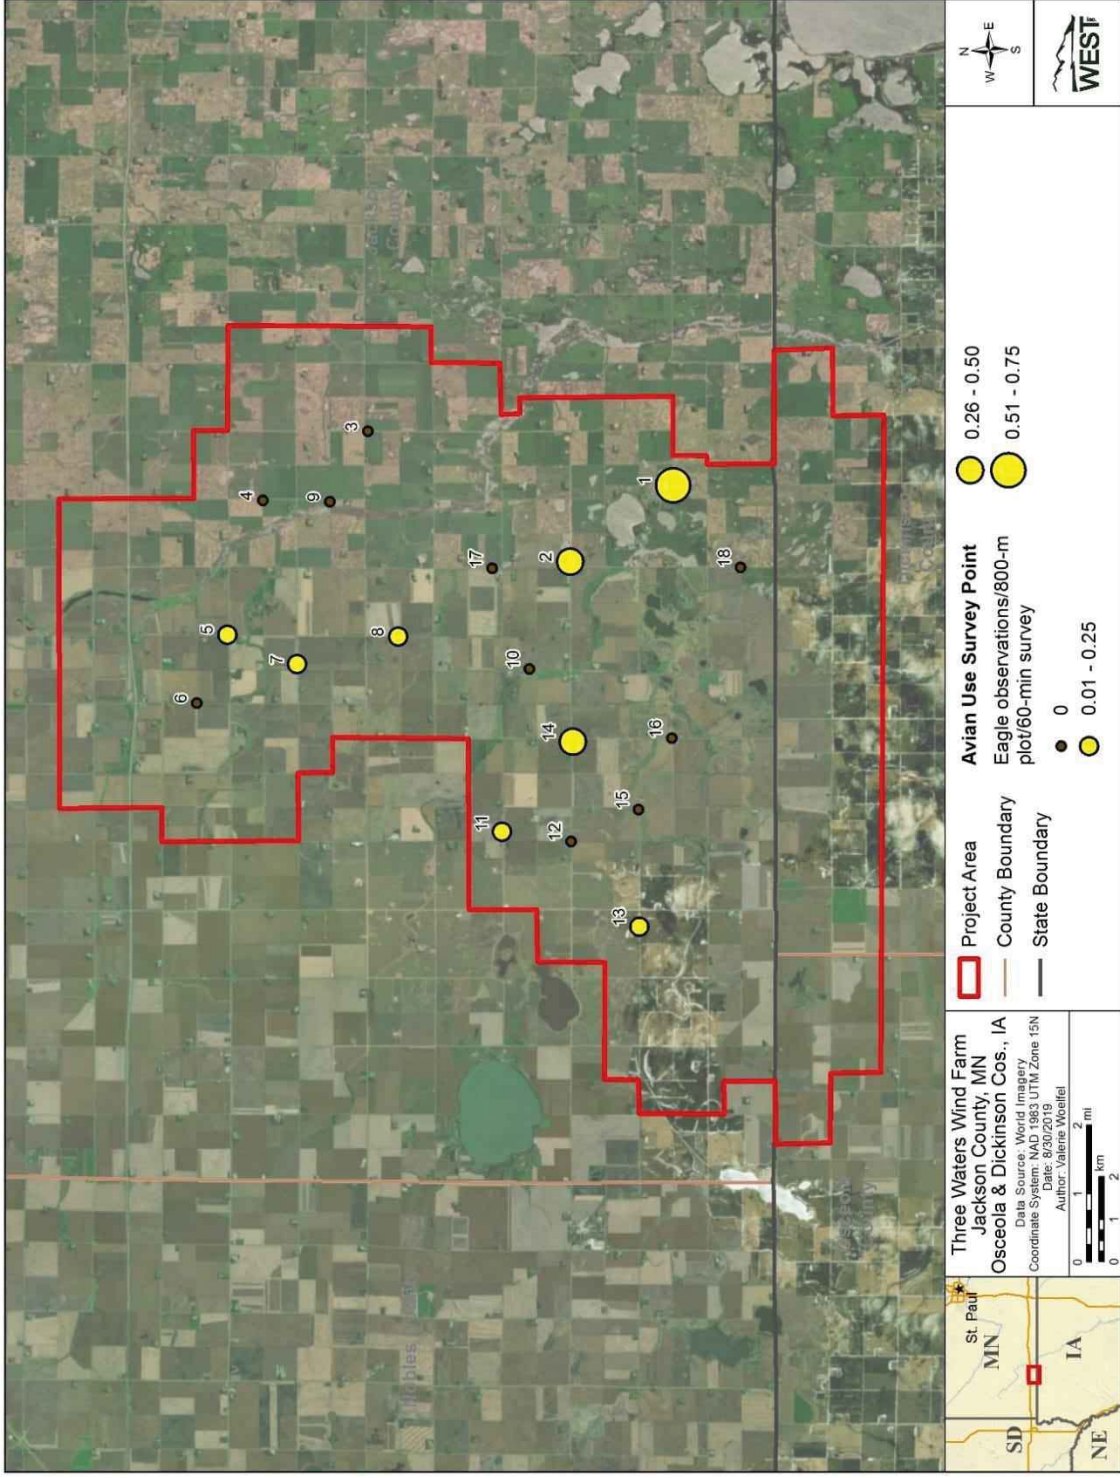 6
5
7
4
9
3
8
17
10
2
11
12
14
15
16
1
13
18
St. Paul
MN
SD
IA
NE
Three Waters Wind Farm
Jackson County, MN
Osceola & Dickinson Cos., IA
Data Source: World Imagery
Coordinate System: NAD 1983 UTM Zone 15N
Date: 8/30/2019
Author: Valerie Woelfel
0 1 2
mi
km
0 1 2
Project Area
County Boundary
State Boundary
Avian Use Survey Point
Eagle observations/800-m
plot/60-min survey
0
0.01 - 0.25
0.26 - 0.50
0.51 - 0.75
N
W E
S
WEST